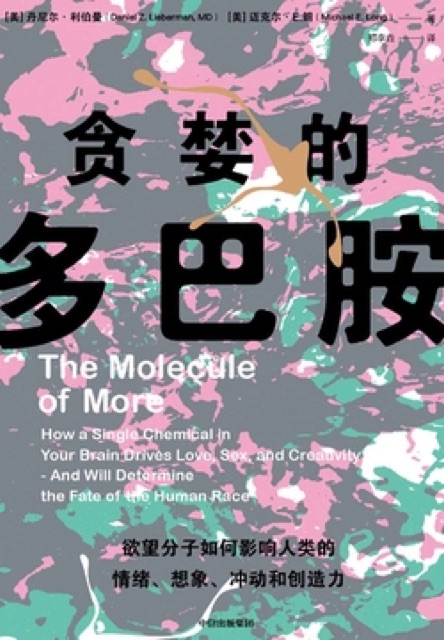 [美] 丹尼尔·利伯曼 (Daniel Z. Lieberman, MD) [美] 迈克尔·E.朗 (Michael E. Long) 著
译
贪婪的
多巴胺
The Molecule
of More
How a Single Chemical in
Your Brain Drives Love, Sex, and Creativity
- And Will Determine
the Fate of the Human Race
欲望分子如何影响人类的
情绪、想象、冲动和创造力
中信出版集团